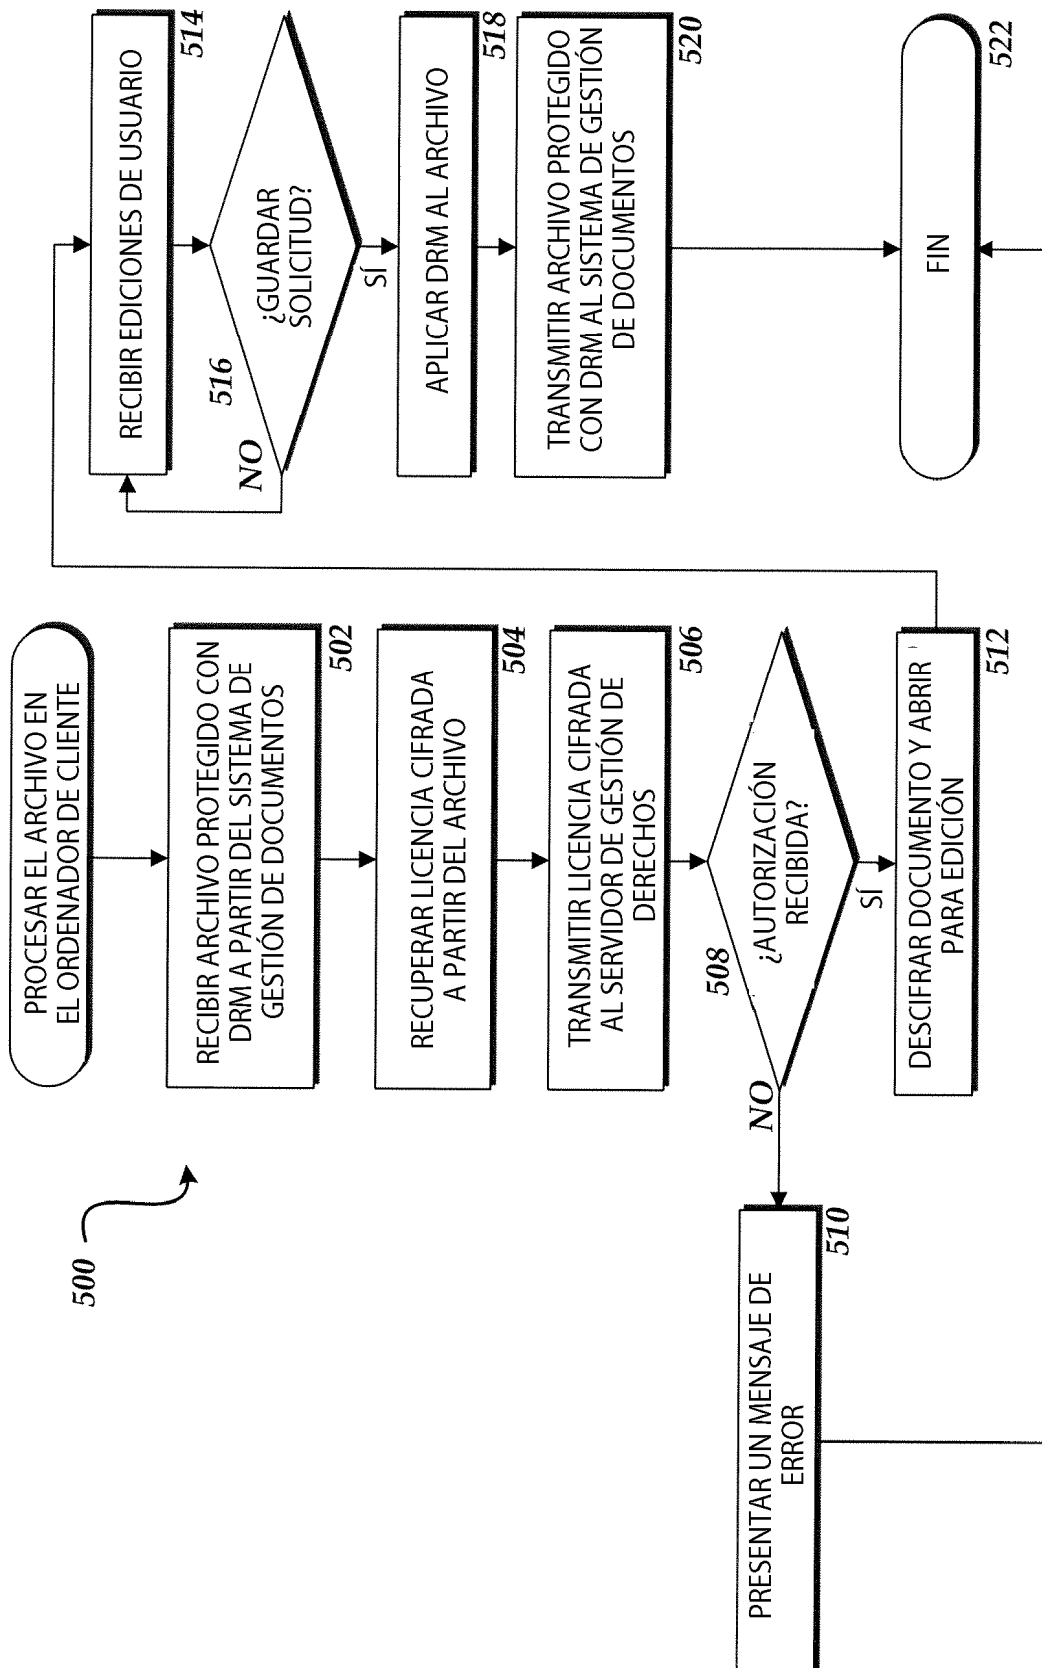 500
PROCESAR EL ARCHIVO EN
EL ORDENADOR DE CLIENTE
RECIBIR ARCHIVO PROTEGIDO CON
DRM A PARTIR DEL SISTEMA DE
GESTIÓN DE DOCUMENTOS
502
RECUPERAR LICENCIA CIFRADA
A PARTIR DEL ARCHIVO
504
TRANSMITIR LICENCIA CIFRADA
AL SERVIDOR DE GESTIÓN DE
DERECHOS
506
508
¿AUTORIZACIÓN
RECIBIDA?
NO
SÍ
PRESENTAR UN MENSAJE DE
ERROR
510
DESCIFRAR DOCUMENTO Y ABRIR
PARA EDICIÓN
512
RECIBIR EDICIONES DE USUARIO
514
516
¿GUARDAR
SOLICITUD?
NO
SÍ
APLICAR DRM AL ARCHIVO
518
TRANSMITIR ARCHIVO PROTEGIDO
CON DRM AL SISTEMA DE GESTIÓN
DE DOCUMENTOS
520
FIN
522